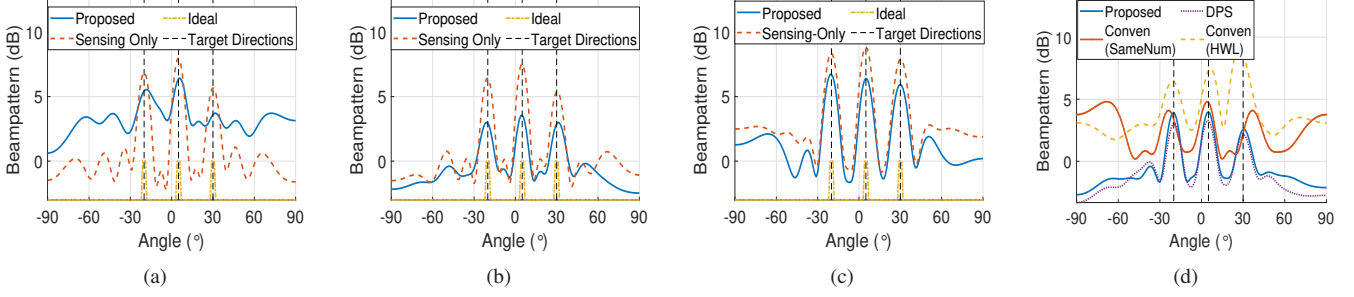 Beampattern (dB)
10
5
0
Proposed
Ideal
Sensing Only
Target Directions
-90
-60
-30
0
30
60
90
Angle (°)
(a)
Beampattern (dB)
10
5
0
Proposed
Ideal
Sensing Only
Target Directions
-90
-60
-30
0
30
60
90
Angle (°)
(b)
Beampattern (dB)
10
5
0
Proposed
Ideal
Sensing-Only
Target Directions
-90
-60
-30
0
30
60
90
Angle (°)
(c)
Beampattern (dB)
10
5
0
Proposed
DPS
Conven
(SameNum)
Conven
(HWL)
-90
-60
-30
0
30
60
90
Angle (°)
(d)